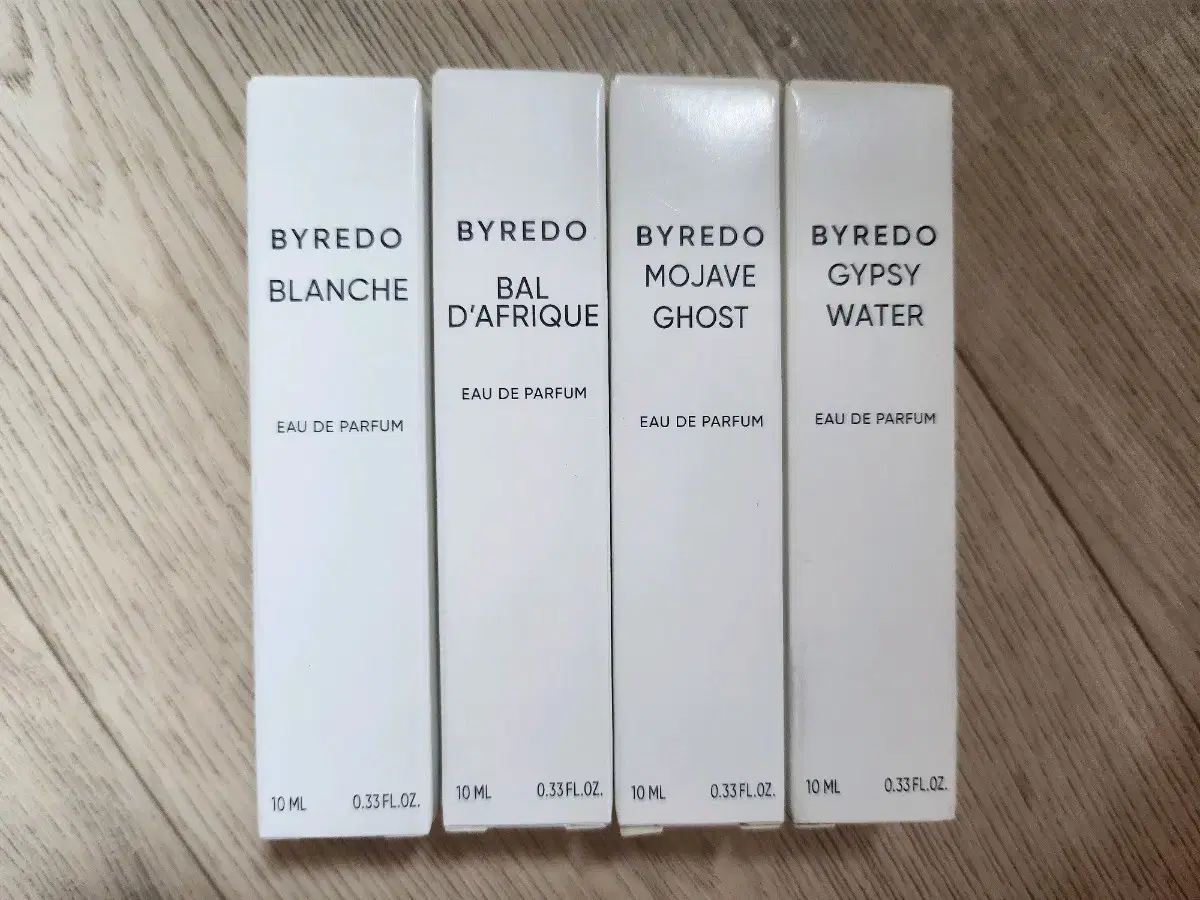 BYREDO
BLANCHE
EAU DE PARFUM
10 ML 0.33 FL.OZ.
BYREDO
BAL
D'AFRIQUE
EAU DE PARFUM
10 ML 0.33 FL.OZ.
BYREDO
MOJAVE
GHOST
EAU DE PARFUM
10 ML 0.33 FL.OZ.
BYREDO
GYPSY
WATER
EAU DE PARFUM
10 ML 0.33 FL.OZ.